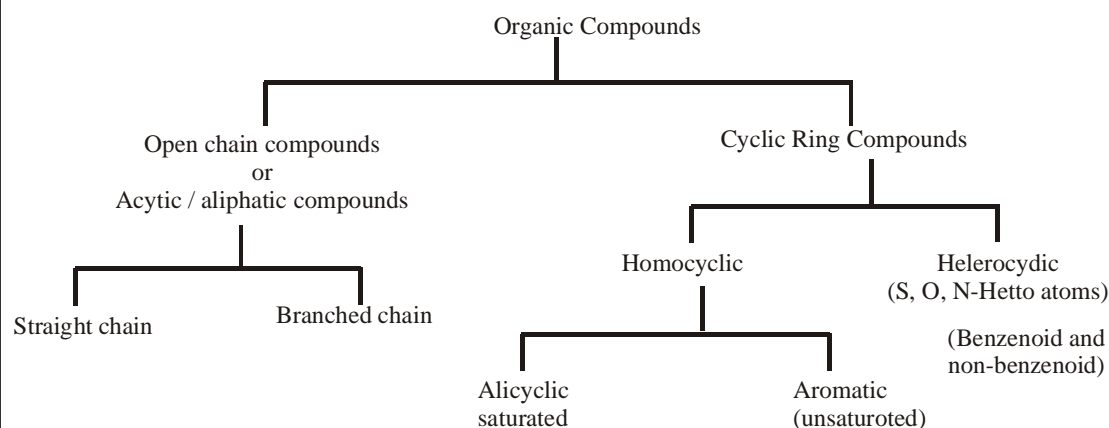 Organic Compounds
Open chain compounds
or
Acytic / aliphatic compounds
Cyclic Ring Compounds
Straight chain
Branched chain
Homocyclic
Helerocydic
(S, O, N-Hetto atoms)
(Benzenoid and
non-benzenoid)
Alicyclic
saturated
Aromatic
(unsaturoted)